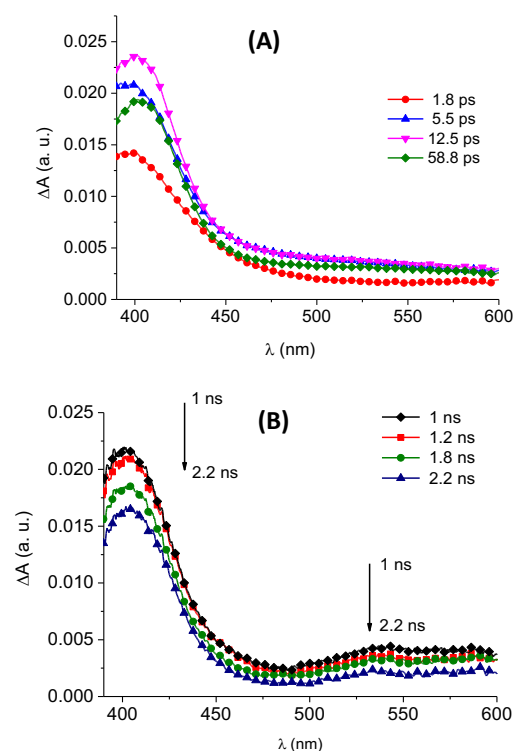 (A)
0.025
0.020
0.015
0.010
0.005
0.000
ΔA (a. u.)
1.8 ps
5.5 ps
12.5 ps
58.8 ps
400
450
500
550
600
λ (nm)
(B)
0.025
0.020
0.015
0.010
0.005
0.000
ΔA (a. u.)
1 ns
2.2 ns
1 ns
1.2 ns
1.8 ns
2.2 ns
1 ns
2.2 ns
400
450
500
550
600
λ (nm)